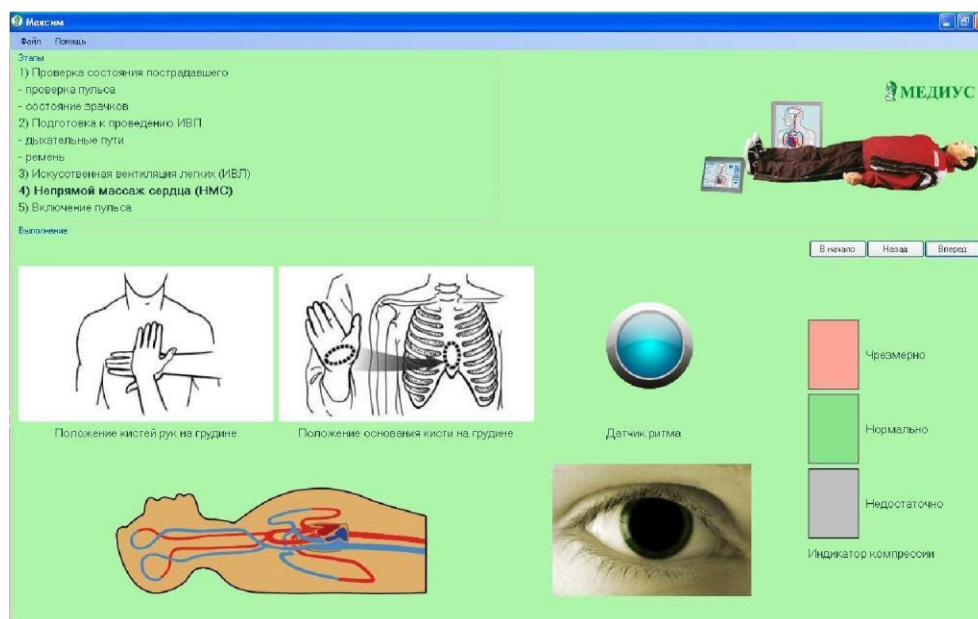 Максим
Файл Помощь
Этапы
1) Проверка состояния пострадавшего
- проверка пульса
- состояние зрачков
2) Подготовка к проведению ИВЛ
- дыхательные пути
- ремень
3) Искусственная вентиляция легких (ИВЛ)
4) Непрямой массаж сердца (НМС)
5) Включение пульса
МЕДИУС
Выполнение
В начало Назад Вперед
Положение кистей рук на грудине
Положение основания кисти на грудине
Датчик ритма
Чрезмерно
Нормально
Недостаточно
Индикатор компрессии